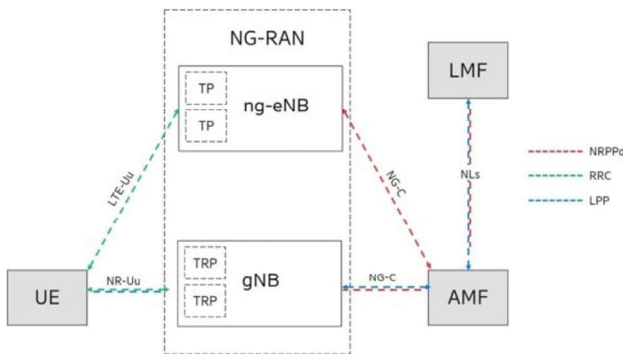 NG-RAN
TP
TP
ng-eNB
LMF
LTE-Uu
NG-C
NLs
NRPPa
RRC
LPP
TRP
TRP
gNB
NR-Uu
NG-C
UE
AMF